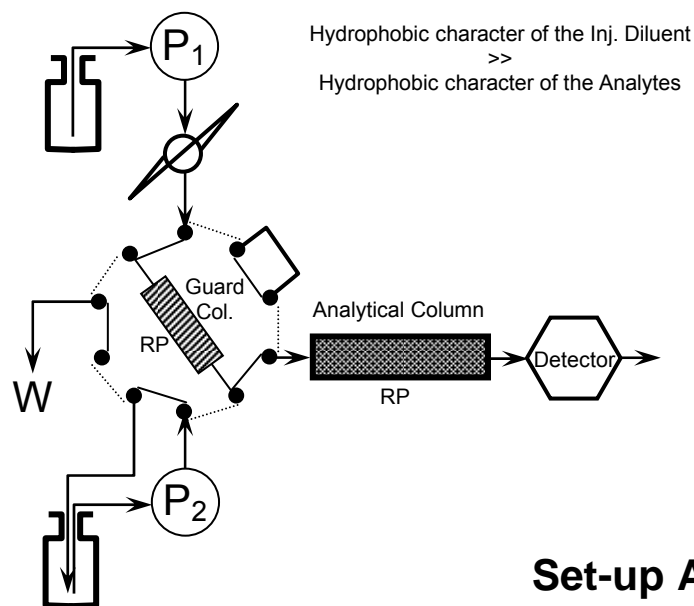 P1
Hydrophobic character of the Inj. Diluent
>>
Hydrophobic character of the Analytes
Guard
Col.
RP
Analytical Column
RP
Detector
W
P2
Set-up A